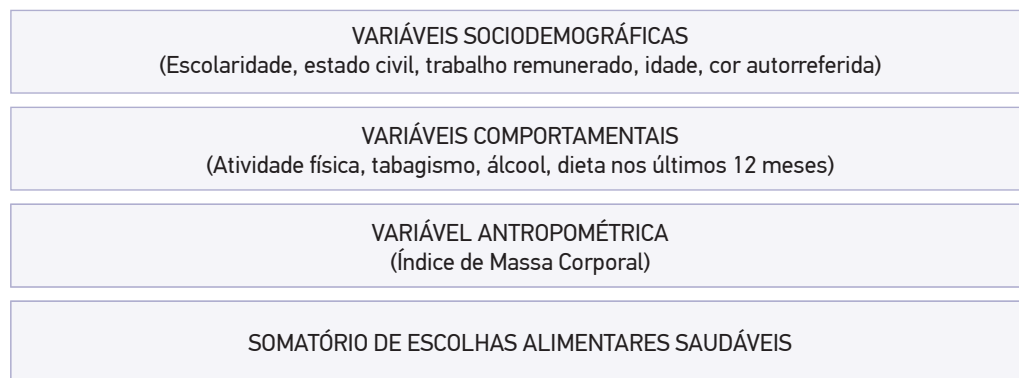 VARIÁVEIS SOCIODEMOGRÁFICAS
(Escolaridade, estado civil, trabalho remunerado, idade, cor autorreferida)
VARIÁVEIS COMPORTAMENTAIS
(Atividade física, tabagismo, álcool, dieta nos últimos 12 meses)
VARIÁVEL ANTROPOMÉTRICA
(Índice de Massa Corporal)
SOMATÓRIO DE ESCOLHAS ALIMENTARES SAUDÁVEIS